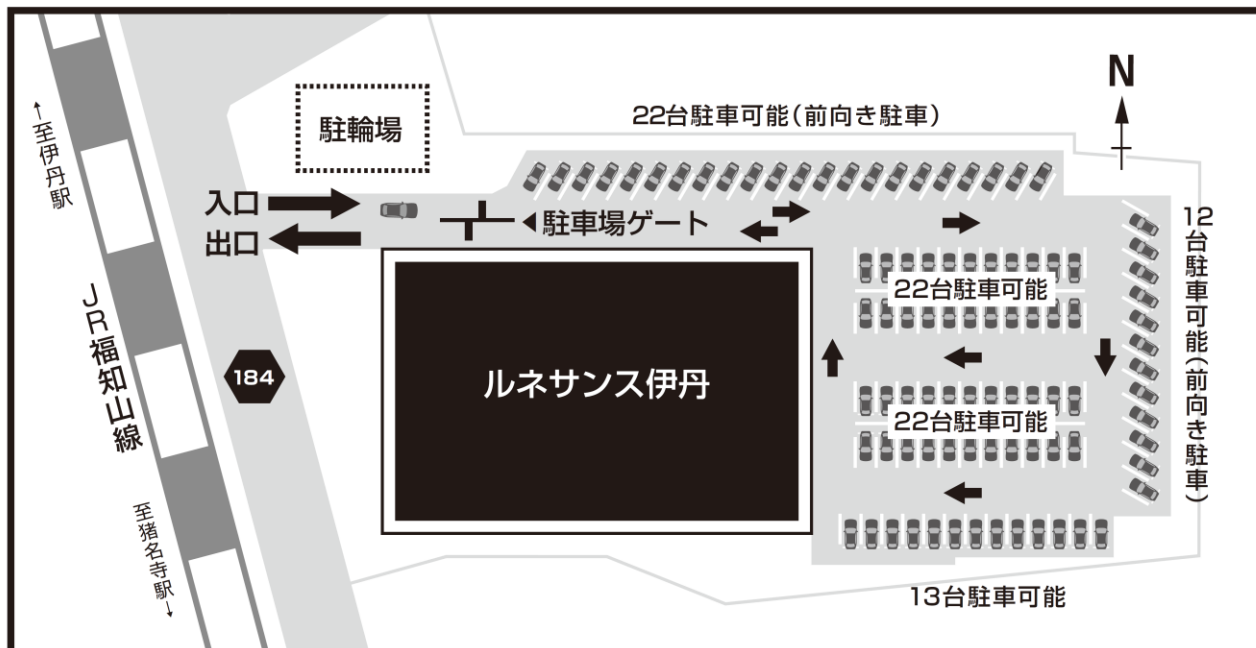 N
22台駐車可能(前向き駐車)
駐輪場
↑至伊丹駅
入口
出口
◀駐車場ゲート
12台駐車可能(前向き駐車)
22台駐車可能
JR福知山線
184
ルネサンス伊丹
22台駐車可能
至猪名寺駅↓
13台駐車可能